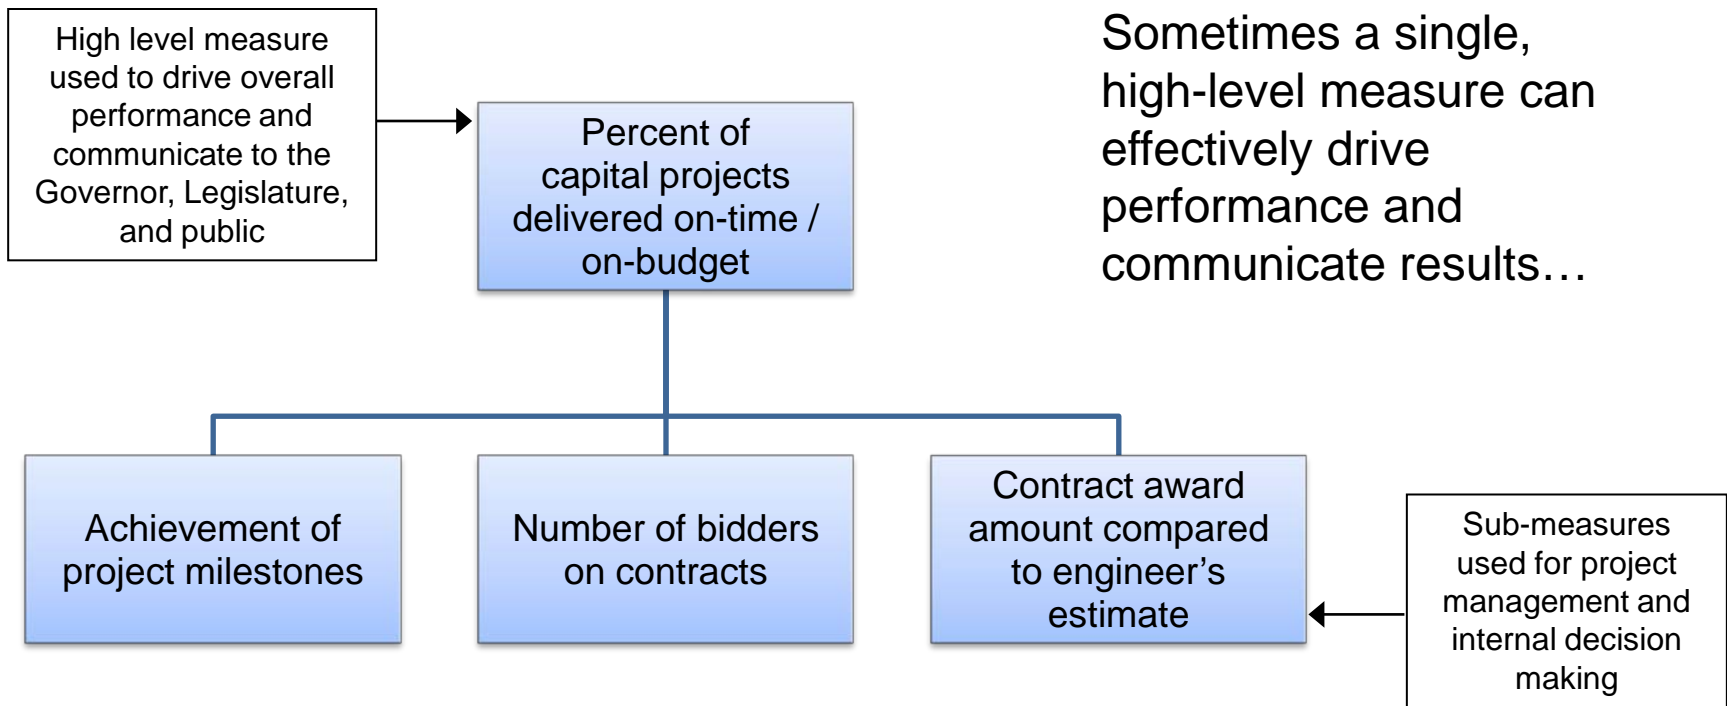 High level measure
used to drive overall
performance and
communicate to the
Governor, Legislature,
and public
Percent of
capital projects
delivered on-time /
on-budget
Sometimes a single,
high-level measure can
effectively drive
performance and
communicate results…
Achievement of
project milestones
Number of bidders
on contracts
Contract award
amount compared
to engineer’s
estimate
Sub-measures
used for project
management and
internal decision
making